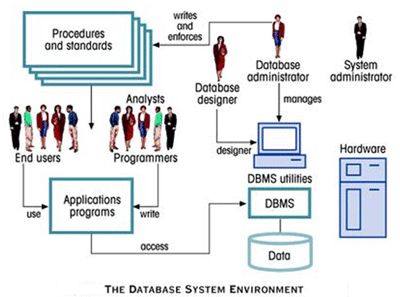 writes
and
enforces
Procedures
and standards
Database
administrator
System
administrator
Database
designer
Analysts
manages
End users
Programmers
designer
Hardware
DBMS utilities
Applications
programs
use
write
DBMS
access
Data
THE DATABASE SYSTEM ENVIRONMENT